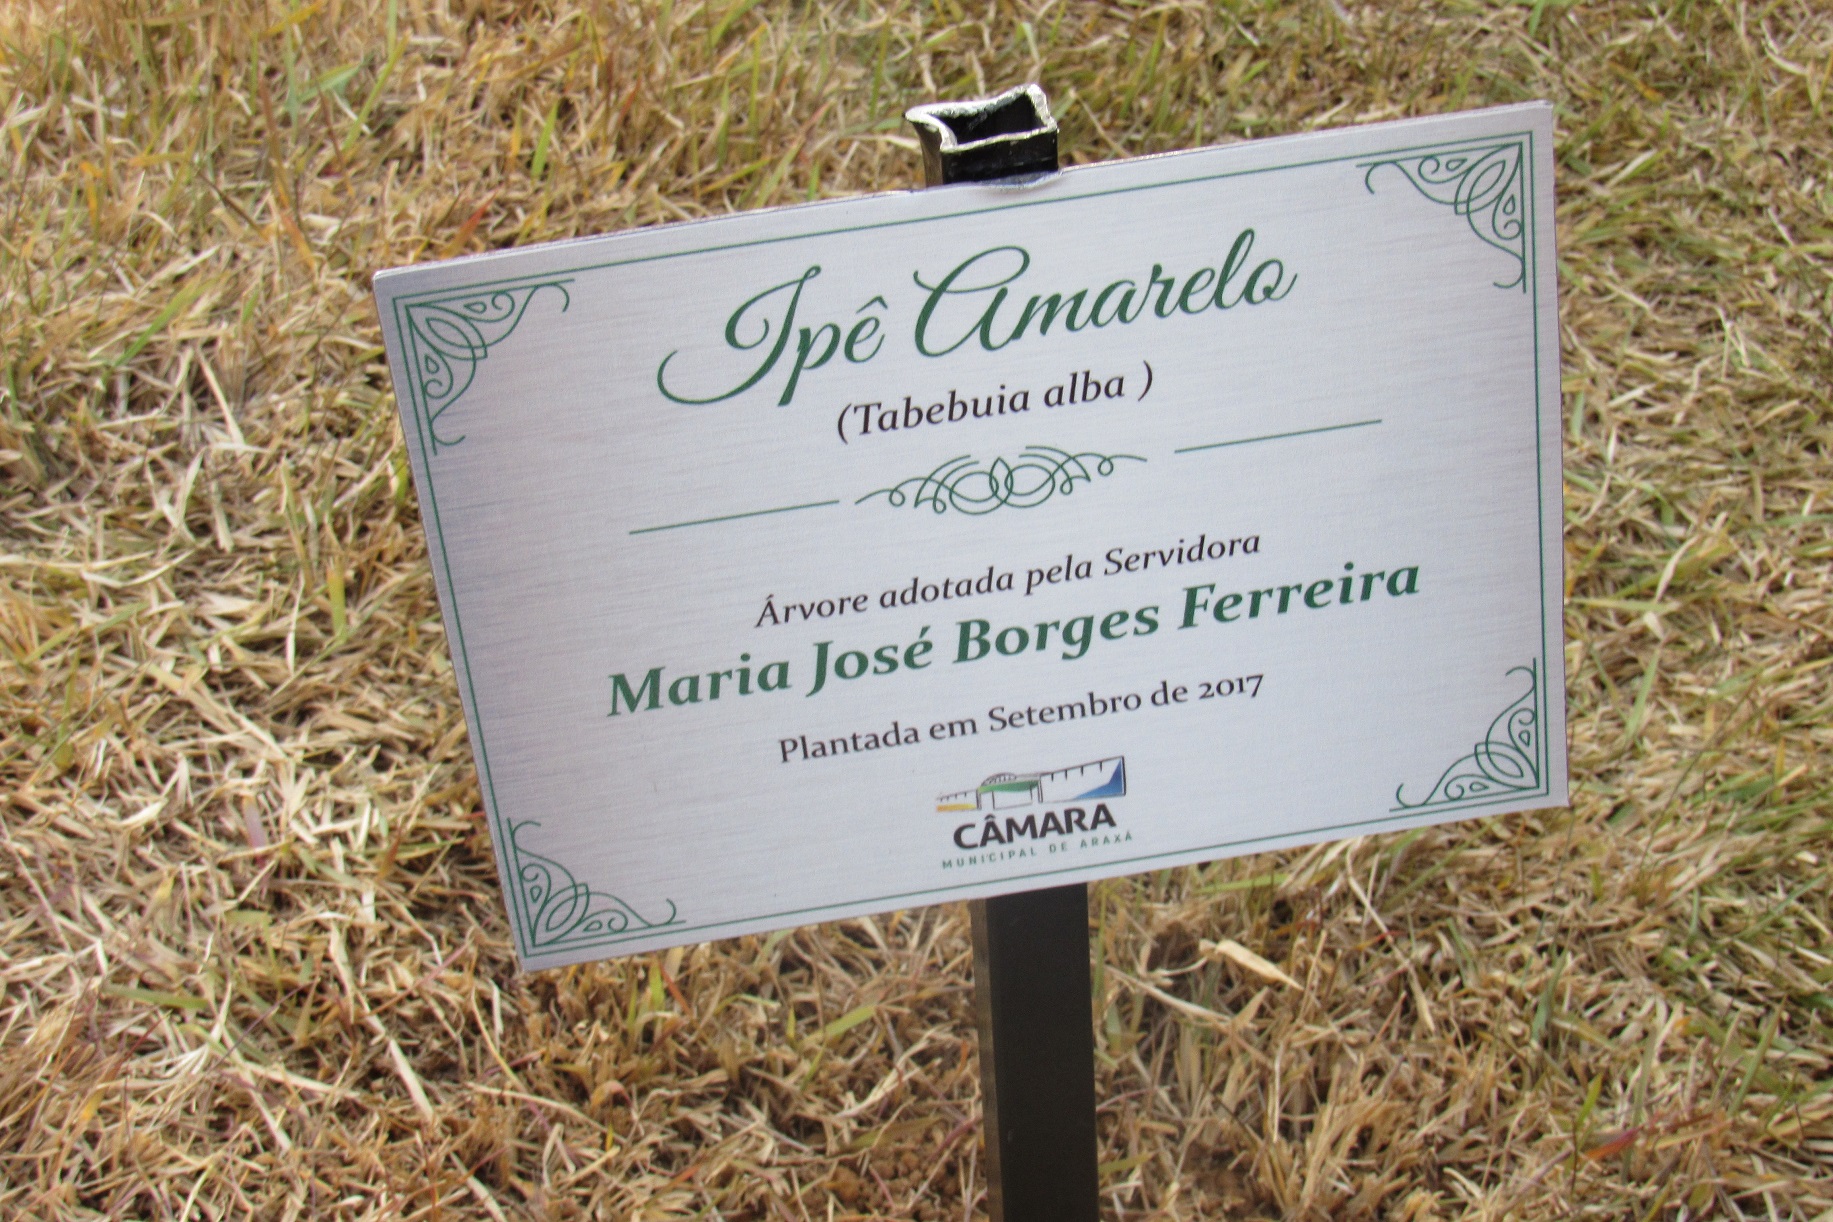 Ipê Amarelo
(Tabebuia alba )
Árvore adotada pela Servidora
Maria José Borges Ferreira
Plantada em Setembro de 2017
CÂMARA
MUNICIPAL DE ARAXÁ